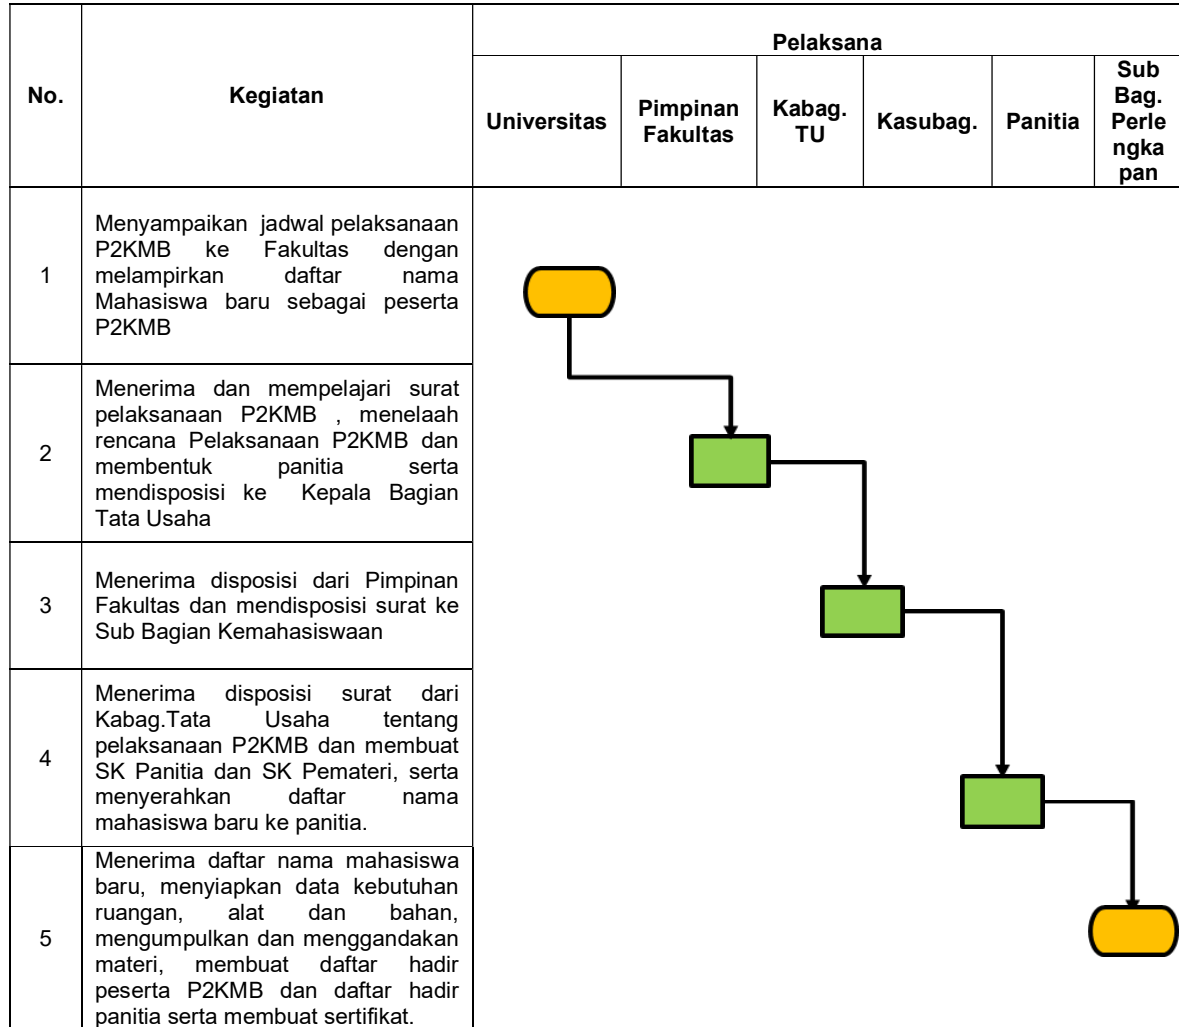 No.
Kegiatan
Pelaksana
Universitas
Pimpinan
Fakultas
Kabag.
TU
Kasubag.
Panitia
Sub
Bag.
Perle
ngka
pan
1
Menyampaikan jadwal pelaksanaan
P2KMB ke Fakultas dengan
melampirkan daftar nama
Mahasiswa baru sebagai peserta
P2KMB
2
Menerima dan mempelajari surat
pelaksanaan P2KMB , menelaah
rencana Pelaksanaan P2KMB dan
membentuk panitia serta
mendisposisi ke Kepala Bagian
Tata Usaha
3
Menerima disposisi dari Pimpinan
Fakultas dan mendisposisi surat ke
Sub Bagian Kemahasiswaan
4
Menerima disposisi surat dari
Kabag.Tata Usaha tentang
pelaksanaan P2KMB dan membuat
SK Panitia dan SK Pemateri, serta
menyerahkan daftar nama
mahasiswa baru ke panitia.
5
Menerima daftar nama mahasiswa
baru, menyiapkan data kebutuhan
ruangan, alat dan bahan,
mengumpulkan dan menggandakan
materi, membuat daftar hadir
peserta P2KMB dan daftar hadir
panitia serta membuat sertifikat.